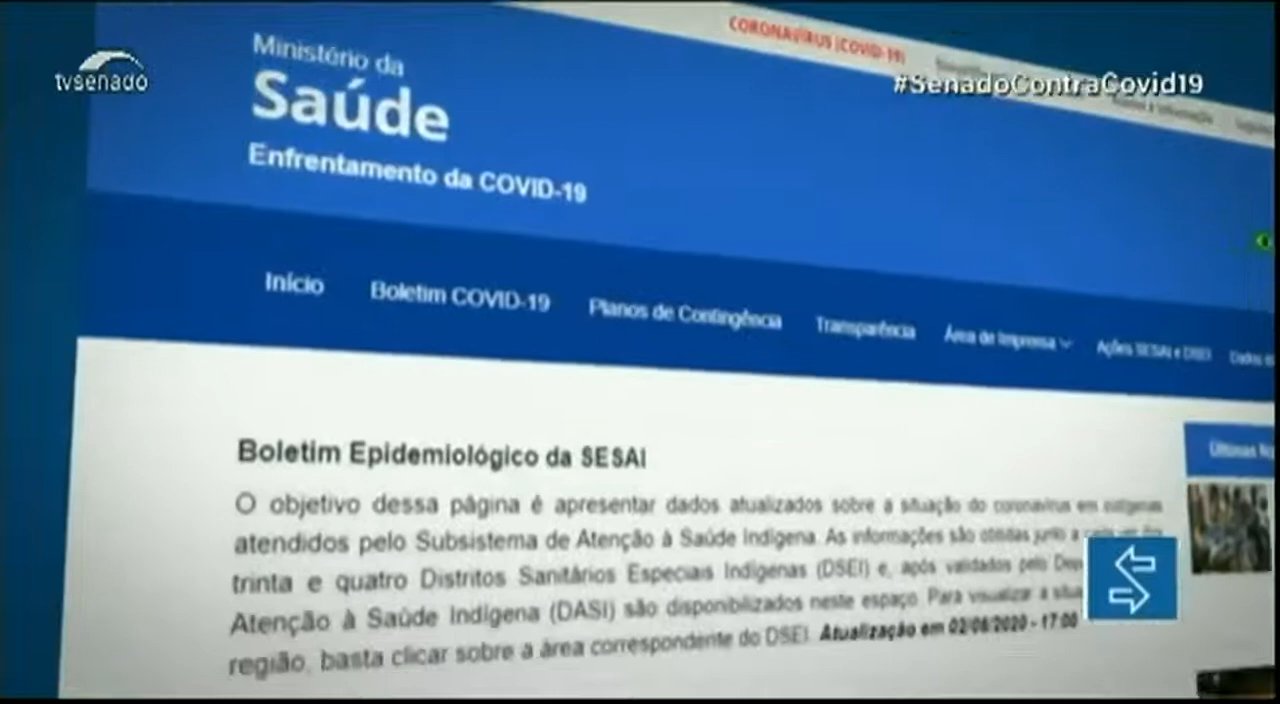 tvsenado
#SenadoContraCovid19
CORONAVÍRUS (COVID-19)
Ministério da
Saúde
Enfrentamento da COVID-19
Início Boletim COVID-19 Planos de Contingência Transparência Área de Imprensa Ações SESAI e DSEI
Boletim Epidemiológico da SESAI
O objetivo dessa página é apresentar dados atualizados sobre a situação do coronavírus em indígenas
atendidos pelo Subsistema de Atenção à Saúde Indígena. As informações são obtidas junto a
trinta e quatro Distritos Sanitários Especiais Indígenas (DSEI) e, após validados pelo
Atenção à Saúde Indígena (DASI) são disponibilizados neste espaço. Para visualizar a
região, basta clicar sobre a área correspondente do DSEI. Atualização em 02/06/2020 - 17:00